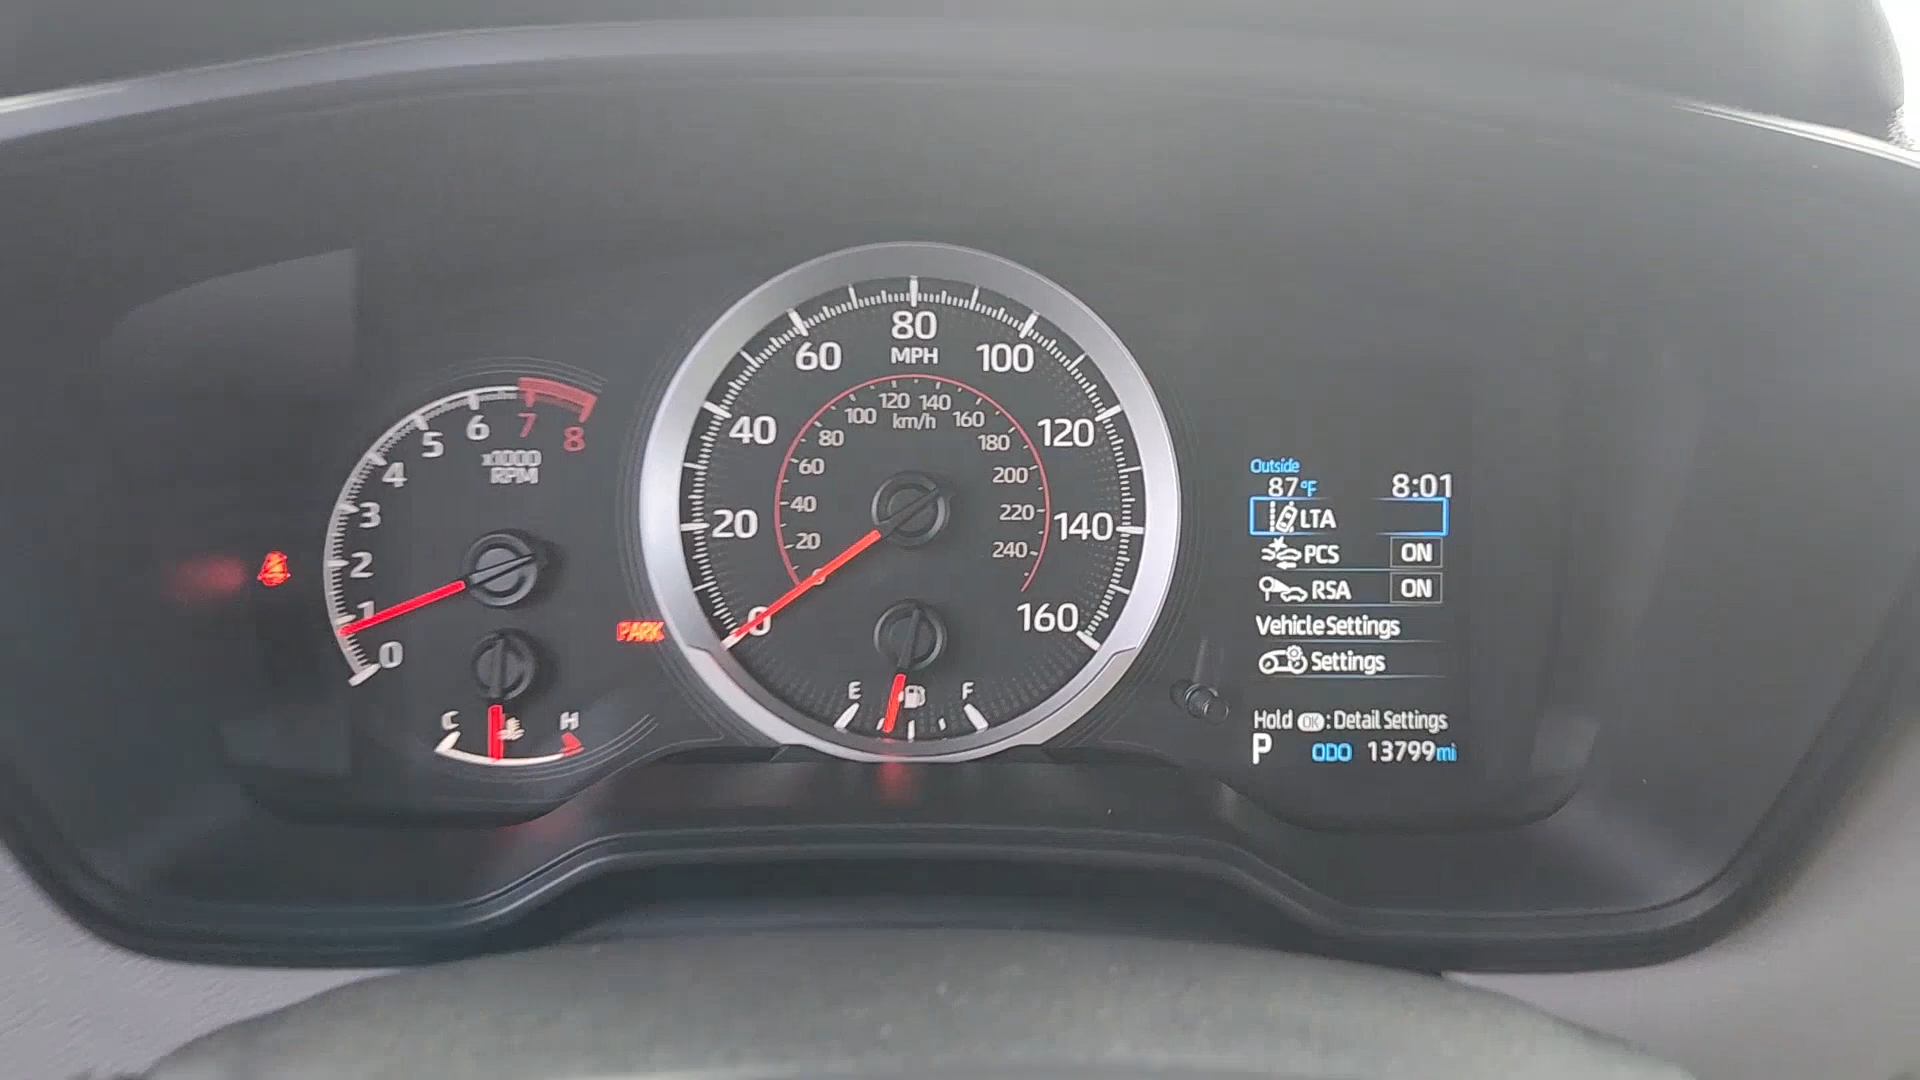 0
1
2
3
4
5
6
7
8
x1000
RPM
C
H
PARK
0
20
40
60
80
100
120
140
160
MPH
20
40
60
80
100
120
140
160
180
200
220
240
km/h
E
F
Outside
87°F 8:01
LTA
PCS ON
RSA ON
Vehicle Settings
Settings
Hold OK : Detail Settings
P ODO 13799mi